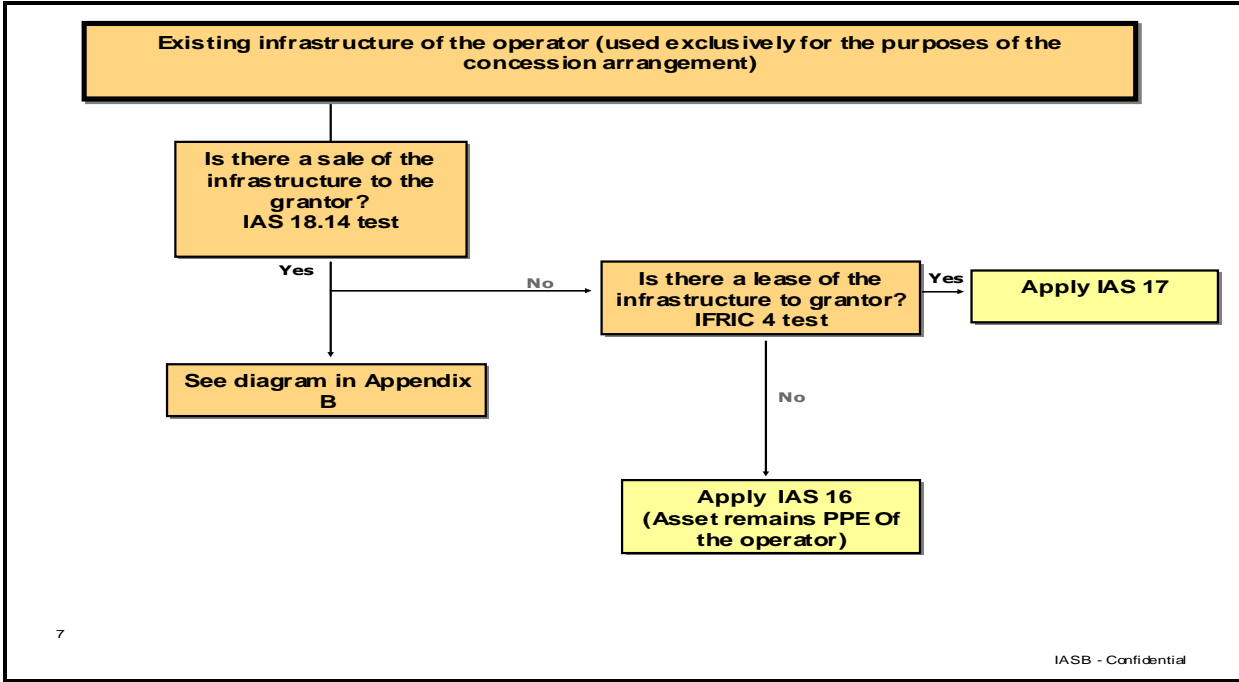 Existing infrastructure of the operator (used exclusively for the purposes of the
concession arrangement)
Is there a sale of the
infrastructure to the
grantor?
IAS 18.14 test
Yes
No
Is there a lease of the
infrastructure to grantor?
IFRIC 4 test
Yes
Apply IAS 17
See diagram in Appendix
B
No
Apply IAS 16
(Asset remains PPE Of
the operator)
7
IASB - Confidential